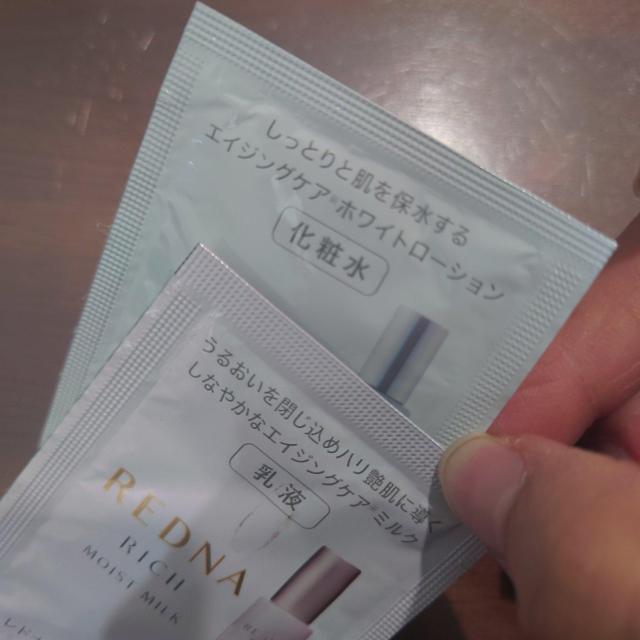 しっとりと肌を保水する
エイジングケア※ホワイトローション
化粧水
うるおいを閉じ込めハリ艶肌に導く
しなやかなエイジングケア※ミルク
乳液
REDNA
RICH
MOIST MILK